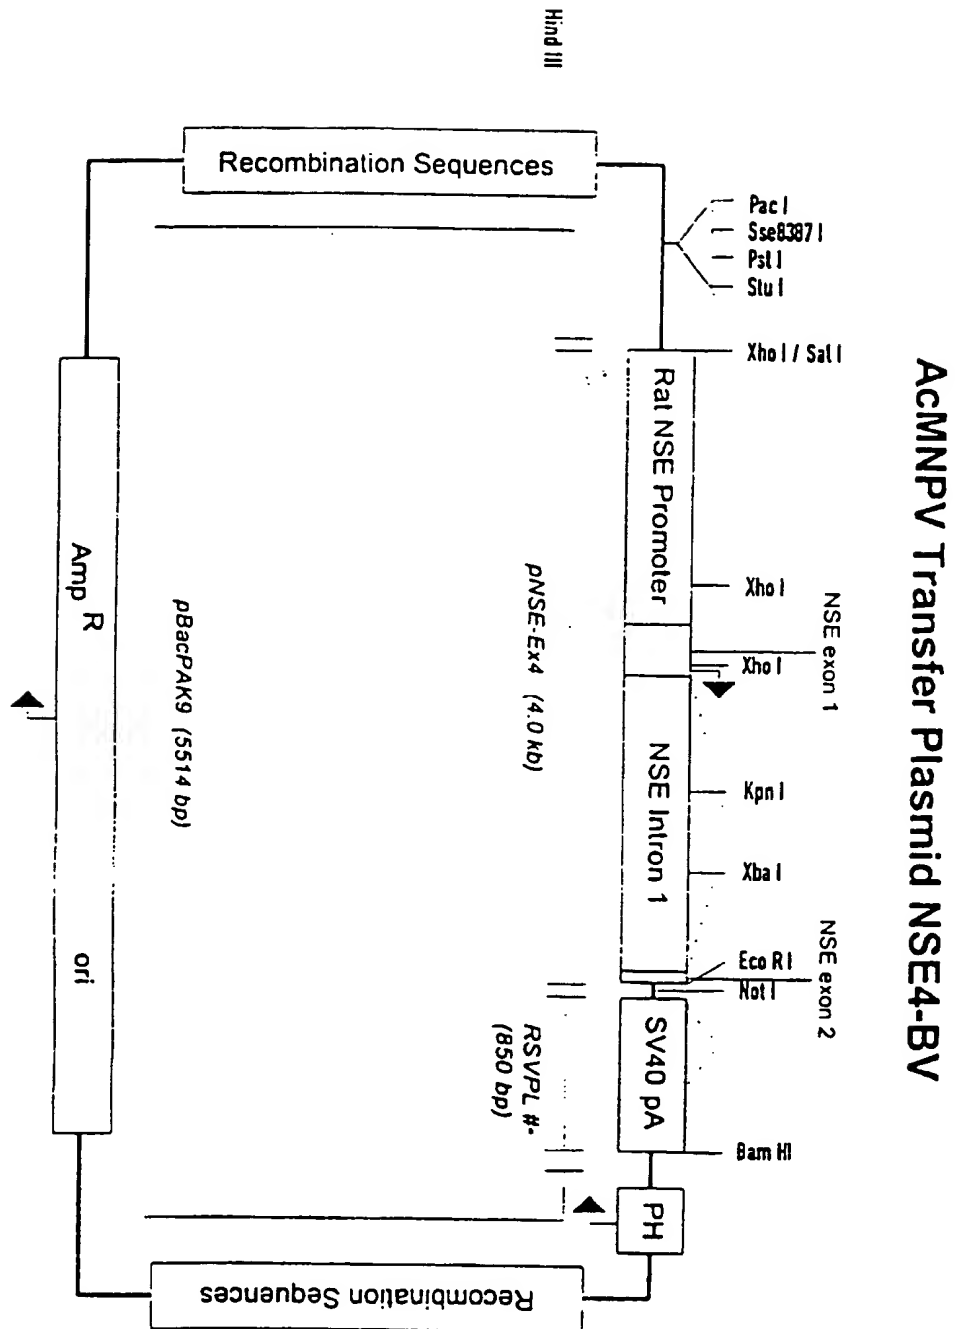 AcMNPV Transfer Plasmid NSE4-BV
NSE exon 1
NSE exon 2
Hind III
Pac I
Sse8387 I
Pst I
Stu I
Xho I / Sal I
Xho I
Xho I
Kpn I
Xba I
Eco R I
Not I
Bam HI
Recombination Sequences
Rat NSE Promoter
NSE Intron 1
SV40 pA
PH
Recombination Sequences
pNSE-Ex4 (4.0 kb)
RSVPL #-
(850 bp)
pBacPAK9 (5514 bp)
Amp R
ori